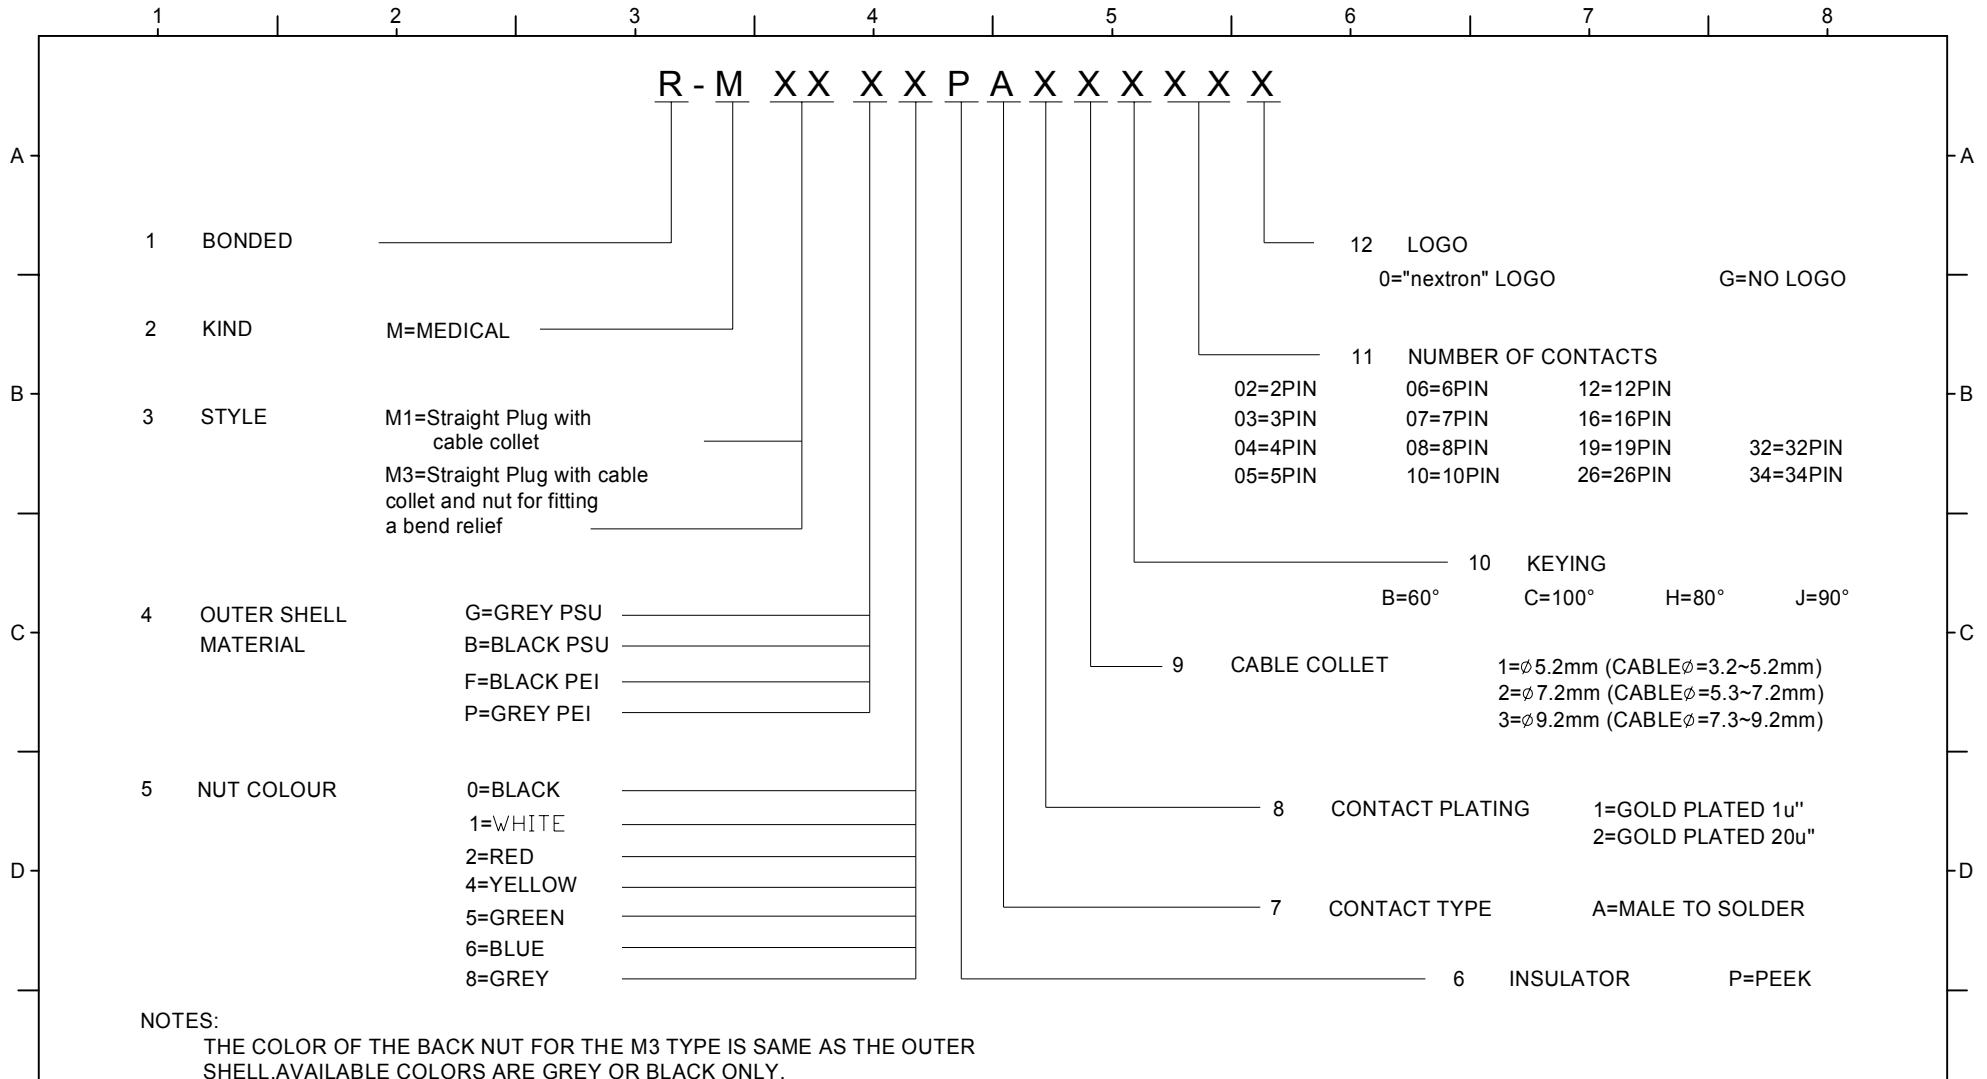 1 2 3 4 5 6 7 8
R - M X X X X P A X X X X X X
A A
1 BONDED
12 LOGO
0="nextron" LOGO G=NO LOGO
2 KIND M=MEDICAL
11 NUMBER OF CONTACTS
02=2PIN 06=6PIN 12=12PIN
03=3PIN 07=7PIN 16=16PIN
04=4PIN 08=8PIN 19=19PIN 32=32PIN
05=5PIN 10=10PIN 26=26PIN 34=34PIN
B B
3 STYLE M1=Straight Plug with
cable collet
M3=Straight Plug with cable
collet and nut for fitting
a bend relief
10 KEYING
B=60° C=100° H=80° J=90°
4 OUTER SHELL G=GREY PSU
MATERIAL B=BLACK PSU
F=BLACK PEI
P=GREY PEI
C C
9 CABLE COLLET 1=⌀5.2mm (CABLE⌀=3.2~5.2mm)
2=⌀7.2mm (CABLE⌀=5.3~7.2mm)
3=⌀9.2mm (CABLE⌀=7.3~9.2mm)
5 NUT COLOUR 0=BLACK
1=WHITE
2=RED
4=YELLOW
5=GREEN
6=BLUE
8=GREY
8 CONTACT PLATING 1=GOLD PLATED 1u"
2=GOLD PLATED 20u"
D D
7 CONTACT TYPE A=MALE TO SOLDER
6 INSULATOR P=PEEK
NOTES:
THE COLOR OF THE BACK NUT FOR THE M3 TYPE IS SAME AS THE OUTER
SHELL.AVAILABLE COLORS ARE GREY OR BLACK ONLY.